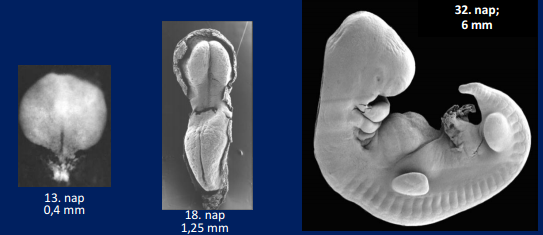 32. nap;
6 mm
13. nap
0,4 mm
18. nap
1,25 mm